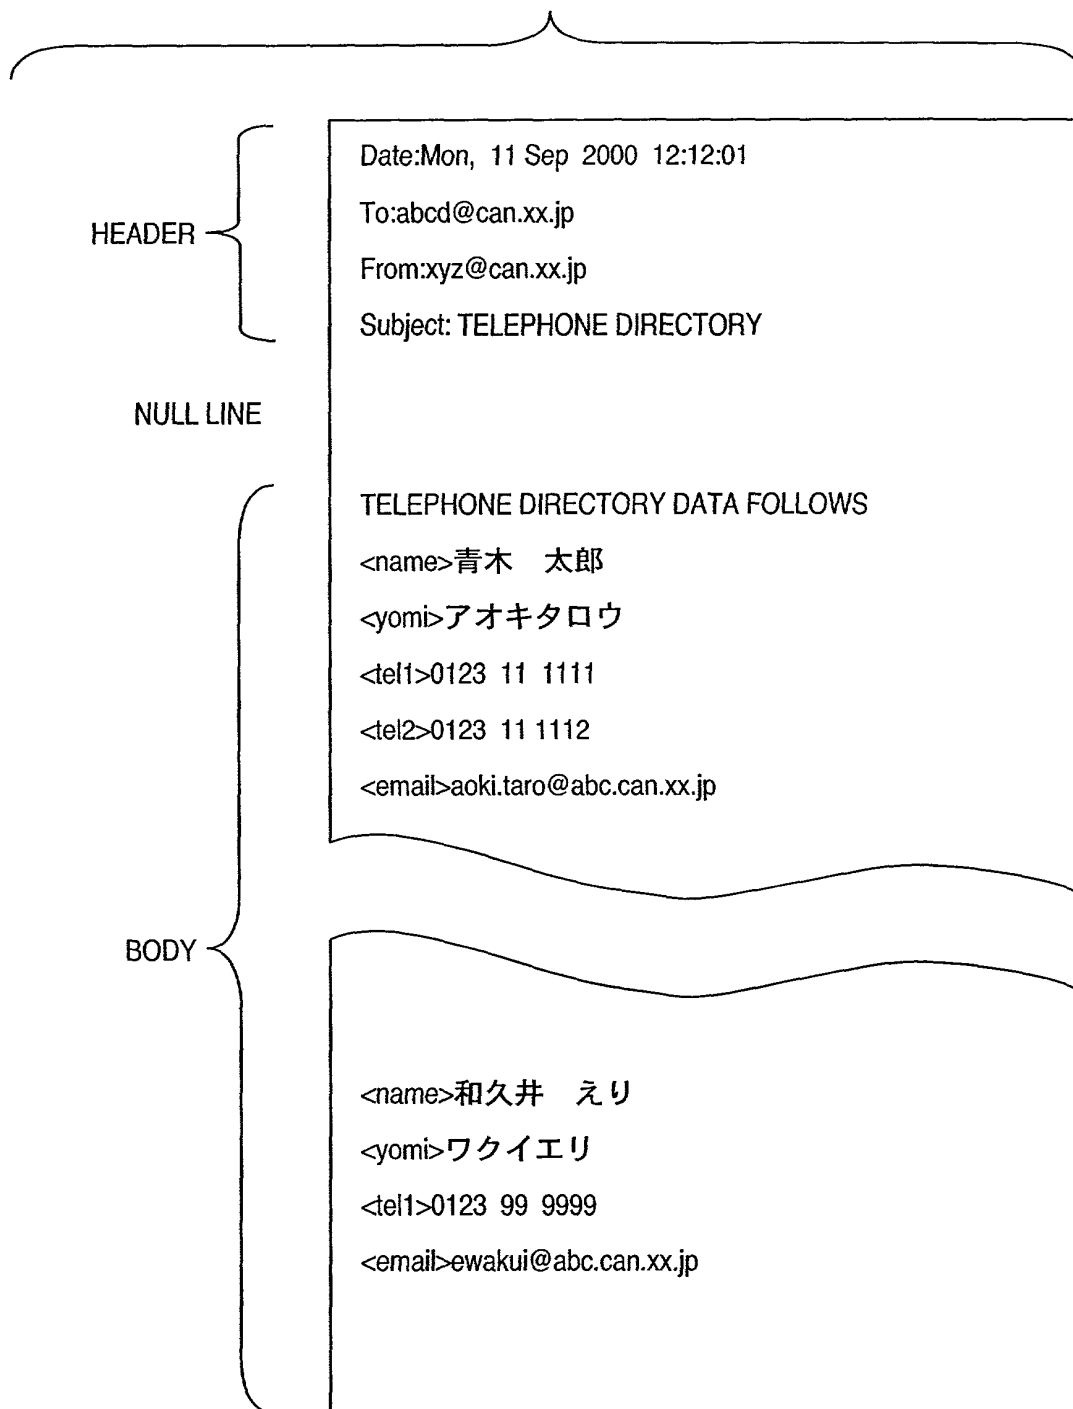 Date:Mon, 11 Sep 2000 12:12:01
To:abcd@can.xx.jp
HEADER
From:xyz@can.xx.jp
Subject: TELEPHONE DIRECTORY
NULL LINE
TELEPHONE DIRECTORY DATA FOLLOWS
<name>青木　太郎
<yomi>アオキタロウ
<tel1>0123 11 1111
<tel2>0123 11 1112
<email>aoki.taro@abc.can.xx.jp
BODY
<name>和久井　えり
<yomi>ワクイエリ
<tel1>0123 99 9999
<email>ewakui@abc.can.xx.jp